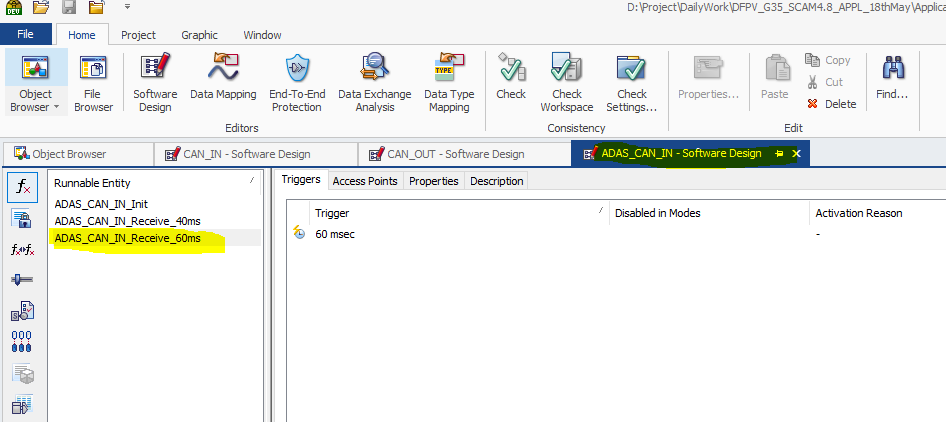 DEV
D:\Project\DailyWork\DFPV_G35_SCAM4.8_APPL_18thMay\Applica
File Home Project Graphic Window
Object Browser
File Browser
Software Design
Data Mapping
End-To-End Protection
Data Exchange Analysis
Data Type Mapping
TYPE
Check
Check Workspace
Check Settings...
Properties...
Paste
Copy
Cut
Delete
Find...
Editors Consistency Edit
Object Browser CAN_IN - Software Design CAN_OUT - Software Design ADAS_CAN_IN - Software Design
Runnable Entity
ADAS_CAN_IN_Init
ADAS_CAN_IN_Receive_40ms
ADAS_CAN_IN_Receive_60ms
Triggers Access Points Properties Description
Trigger Disabled in Modes Activation Reason
60 msec -